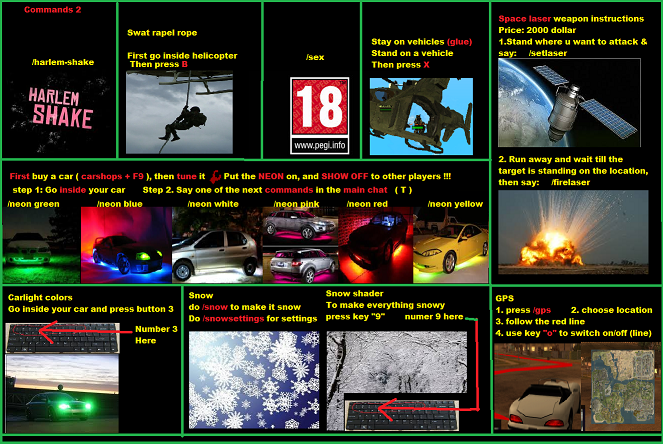 Commands 2
/harlem-shake
HARLEM
SHAKE
Swat rapel rope
First go inside helicopter
Then press B
/sex
18
www.pegi.info
Stay on vehicles (glue)
Stand on a vehicle
Then press X
Space laser weapon instructions
Price: 2000 dollar
1.Stand where u want to attack &
say: /setlaser
2. Run away and wait till the
target is standing on the location,
then say: /firelaser
First buy a car ( carshops + F9 ), then tune it Put the NEON on, and SHOW OFF to other players !!!
step 1: Go inside your car Step 2. Say one of the next commands in the main chat ( T )
/neon green /neon blue /neon white /neon pink /neon red /neon yellow
Carlight colors
Go inside your car and press button 3
Number 3
Here
Snow
do /snow to make it snow
Do /snowsettings for settings
Snow shader
To make everything snowy
press key "9" numer 9 here
GPS
1. press /gps 2. choose location
3. follow the red line
4. use key "o" to switch on/off (line)